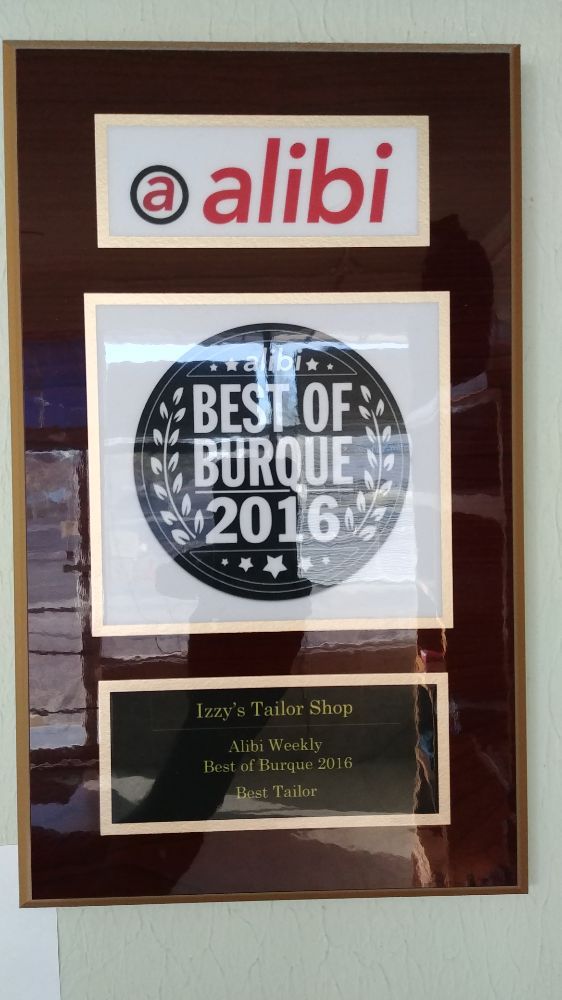 a alibi
alibi
BEST OF
BURQUE
2016
Izzy's Tailor Shop
Alibi Weekly
Best of Burque 2016
Best Tailor